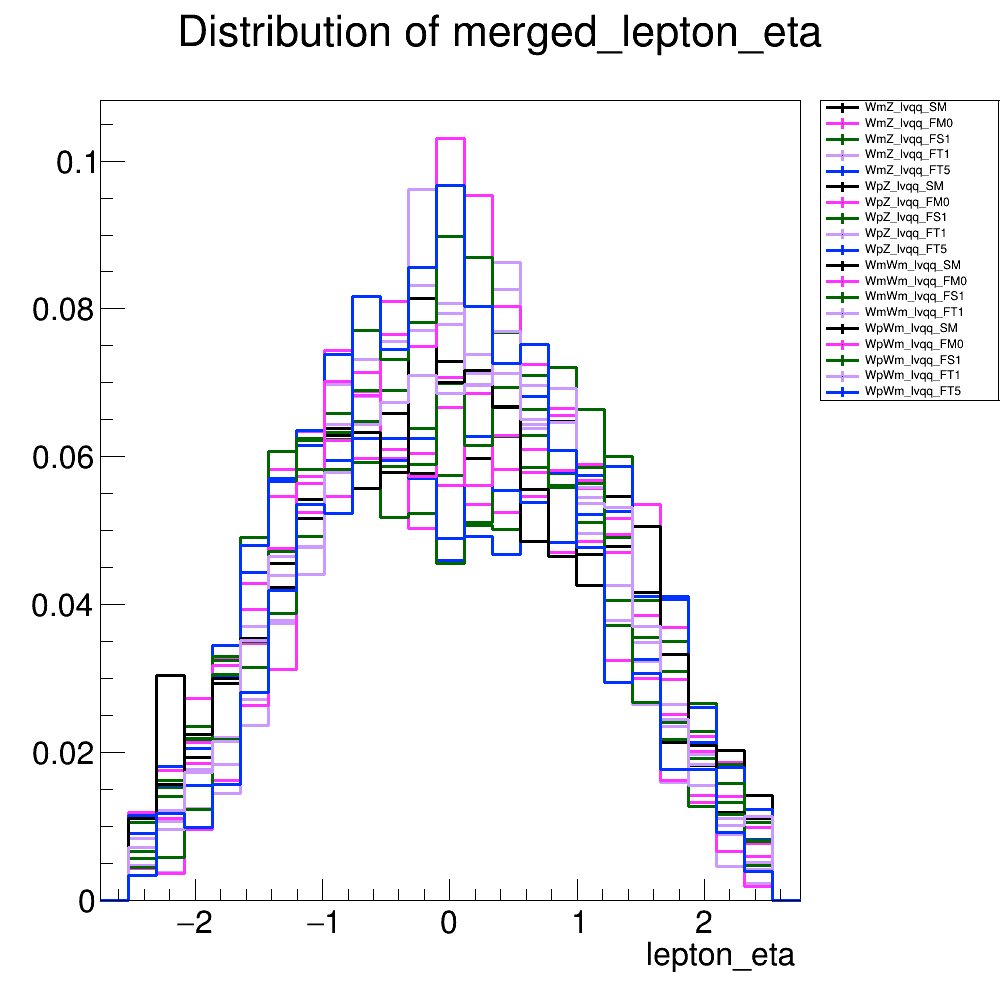 Distribution of merged_lepton_eta
WmZ_lvqq_SM
WmZ_lvqq_FM0
WmZ_lvqq_FS1
WmZ_lvqq_FT1
WmZ_lvqq_FT5
WpZ_lvqq_SM
WpZ_lvqq_FM0
WpZ_lvqq_FS1
WpZ_lvqq_FT1
WpZ_lvqq_FT5
WmWm_lvqq_SM
WmWm_lvqq_FM0
WmWm_lvqq_FS1
WmWm_lvqq_FT1
WpWm_lvqq_SM
WpWm_lvqq_FM0
WpWm_lvqq_FS1
WpWm_lvqq_FT1
WpWm_lvqq_FT5
0.1
0.08
0.06
0.04
0.02
0
−2 −1 0 1 2
lepton_eta